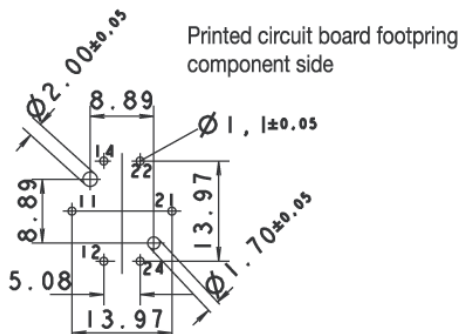 Printed circuit board footpring
component side
Ø2.00±0.05
8.89
Ø1,1±0.05
14
22
8.89
11
21
13.97
12
24
5.08
Ø1.70±0.05
13.97